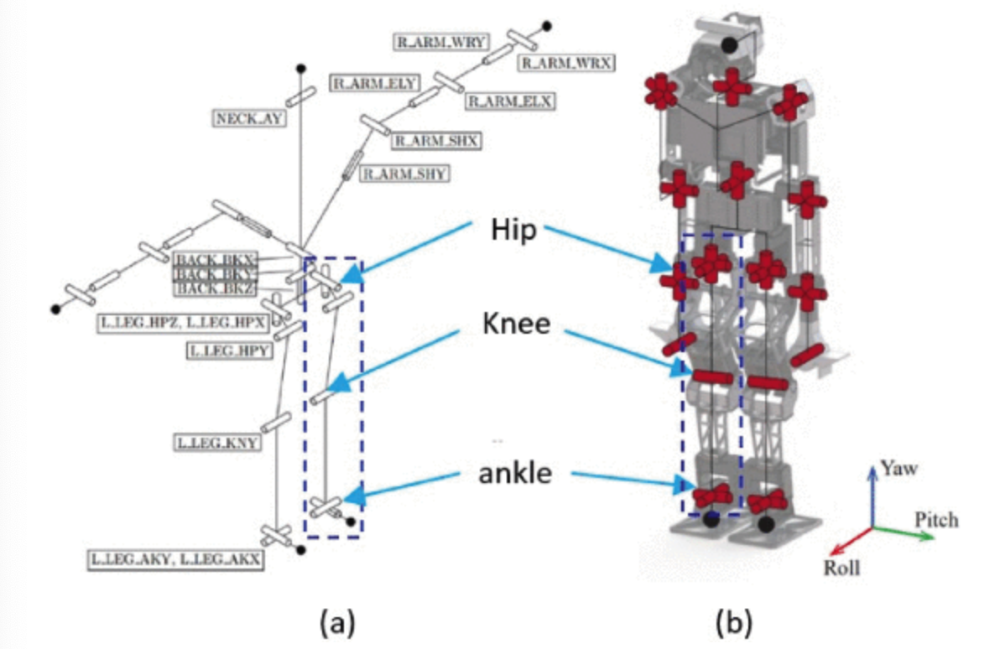 R_ARM_WRY
R_ARM_WRX
R_ARM_ELY
R_ARM_ELX
NECK_AY
R_ARM_SHX
R_ARM_SHY
Hip
BACK_BKX
BACK_BKY
BACK_BKZ
L_LEG_HPZ, L_LEG_HPX
Knee
L_LEG_HPY
L_LEG_KNY
ankle
Yaw
Pitch
L_LEG_AKY, L_LEG_AKX
Roll
(a)
(b)